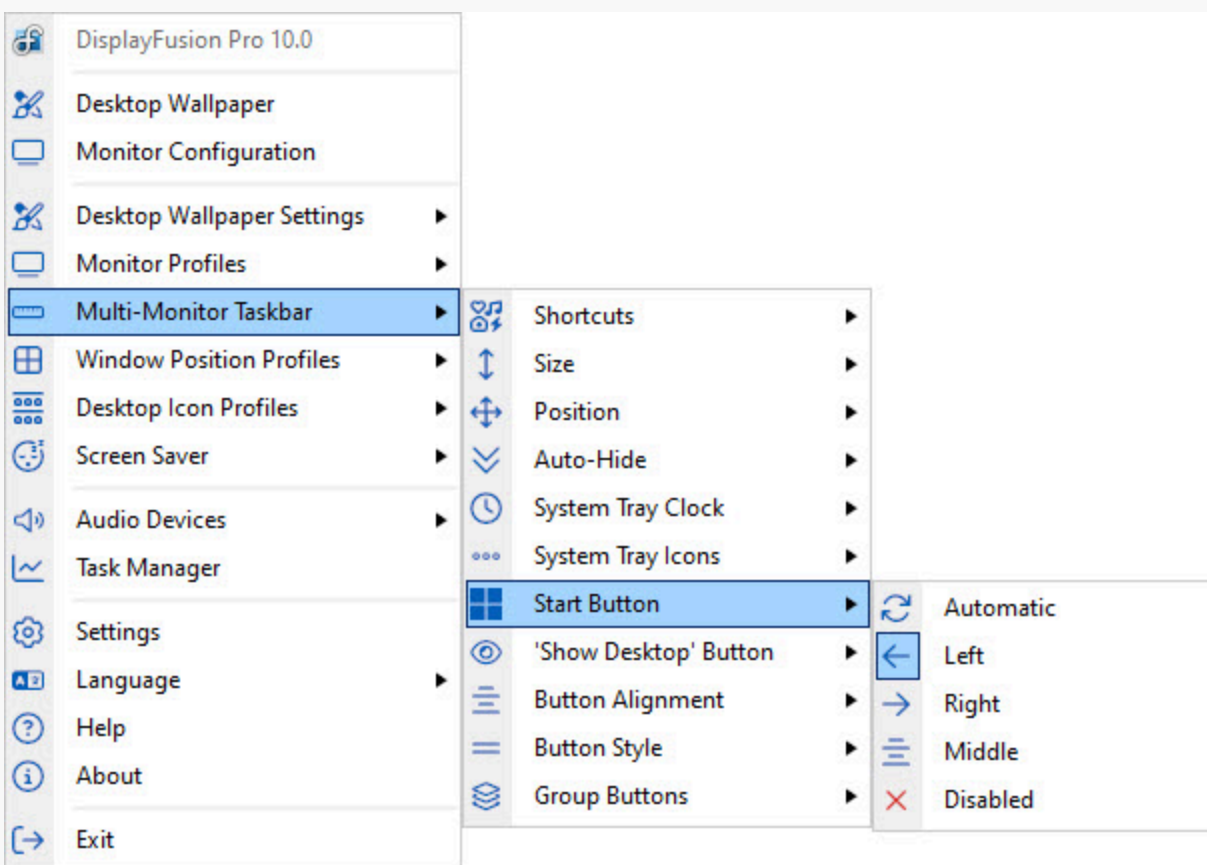 DisplayFusion Pro 10.0
Desktop Wallpaper
Monitor Configuration
Desktop Wallpaper Settings
Monitor Profiles
Multi-Monitor Taskbar
Window Position Profiles
Desktop Icon Profiles
Screen Saver
Audio Devices
Task Manager
Settings
Language
Help
About
Exit
Shortcuts
Size
Position
Auto-Hide
System Tray Clock
System Tray Icons
Start Button
'Show Desktop' Button
Button Alignment
Button Style
Group Buttons
Automatic
Left
Right
Middle
Disabled